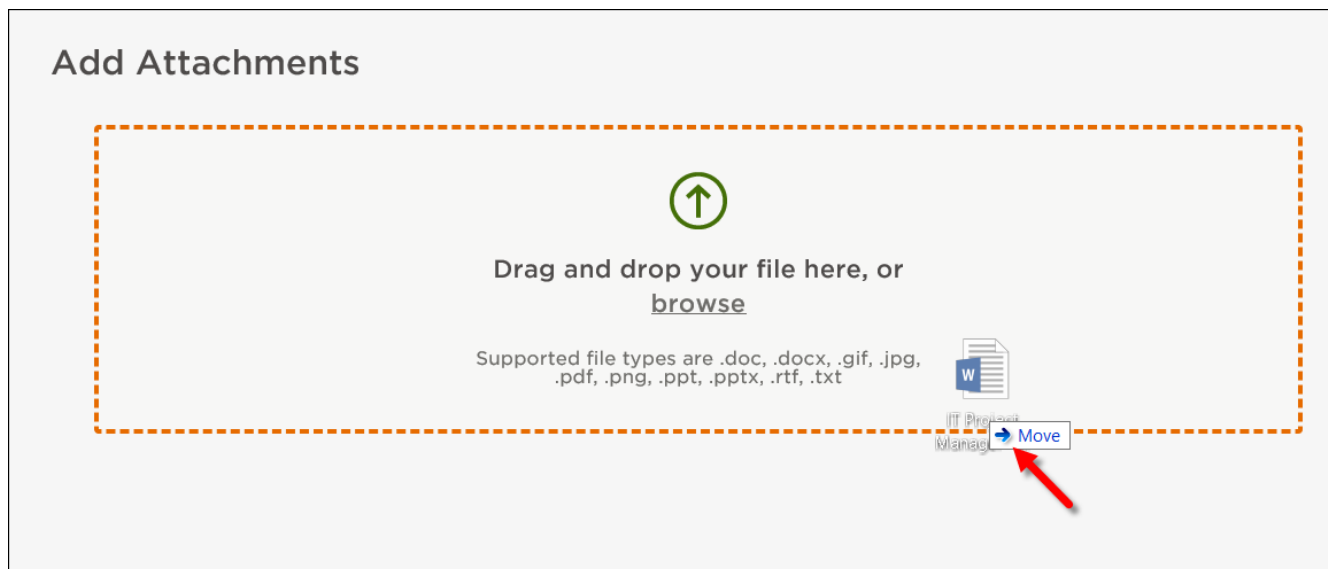 Add Attachments
Drag and drop your file here, or
browse
Supported file types are .doc, .docx, .gif, .jpg,
.pdf, .png, .ppt, .pptx, .rtf, .txt
W
IT
Move